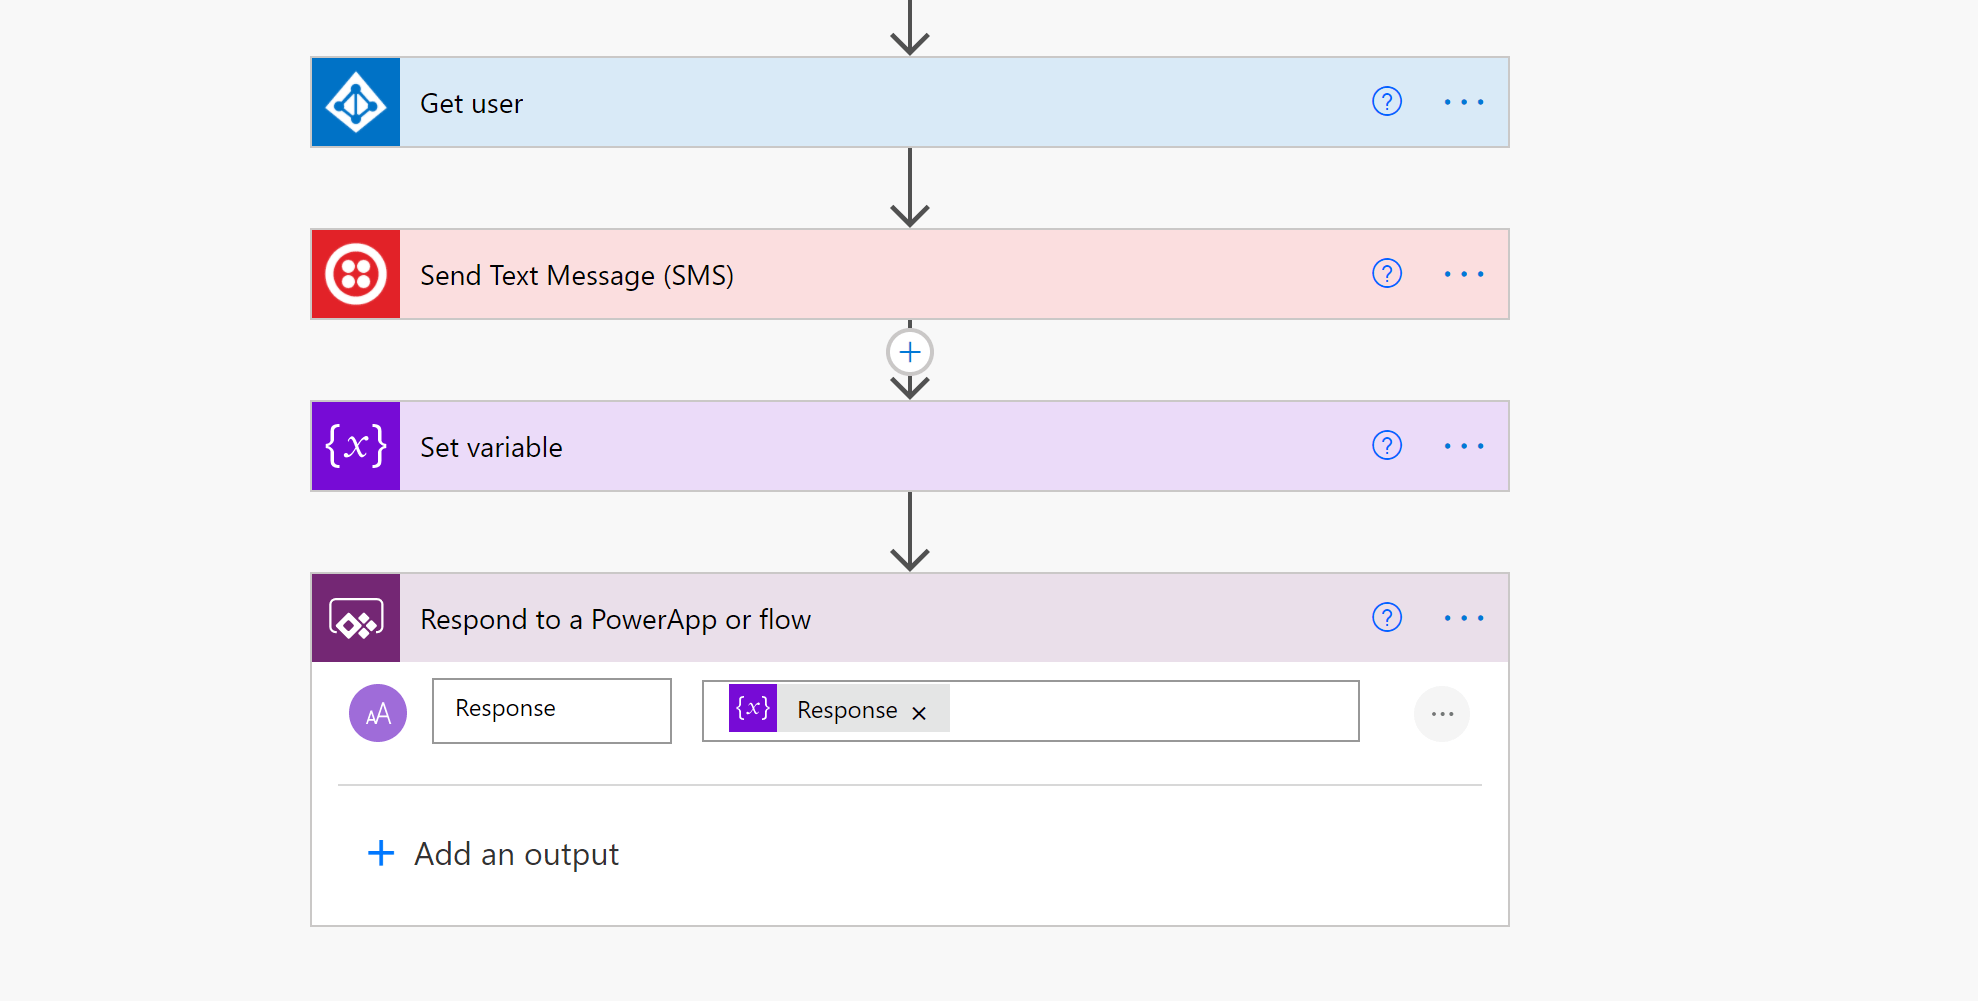 Get user
?
Send Text Message (SMS)
?
{x}
Set variable
?
Respond to a PowerApp or flow
?
AA
Response
{x} Response ×
+ Add an output